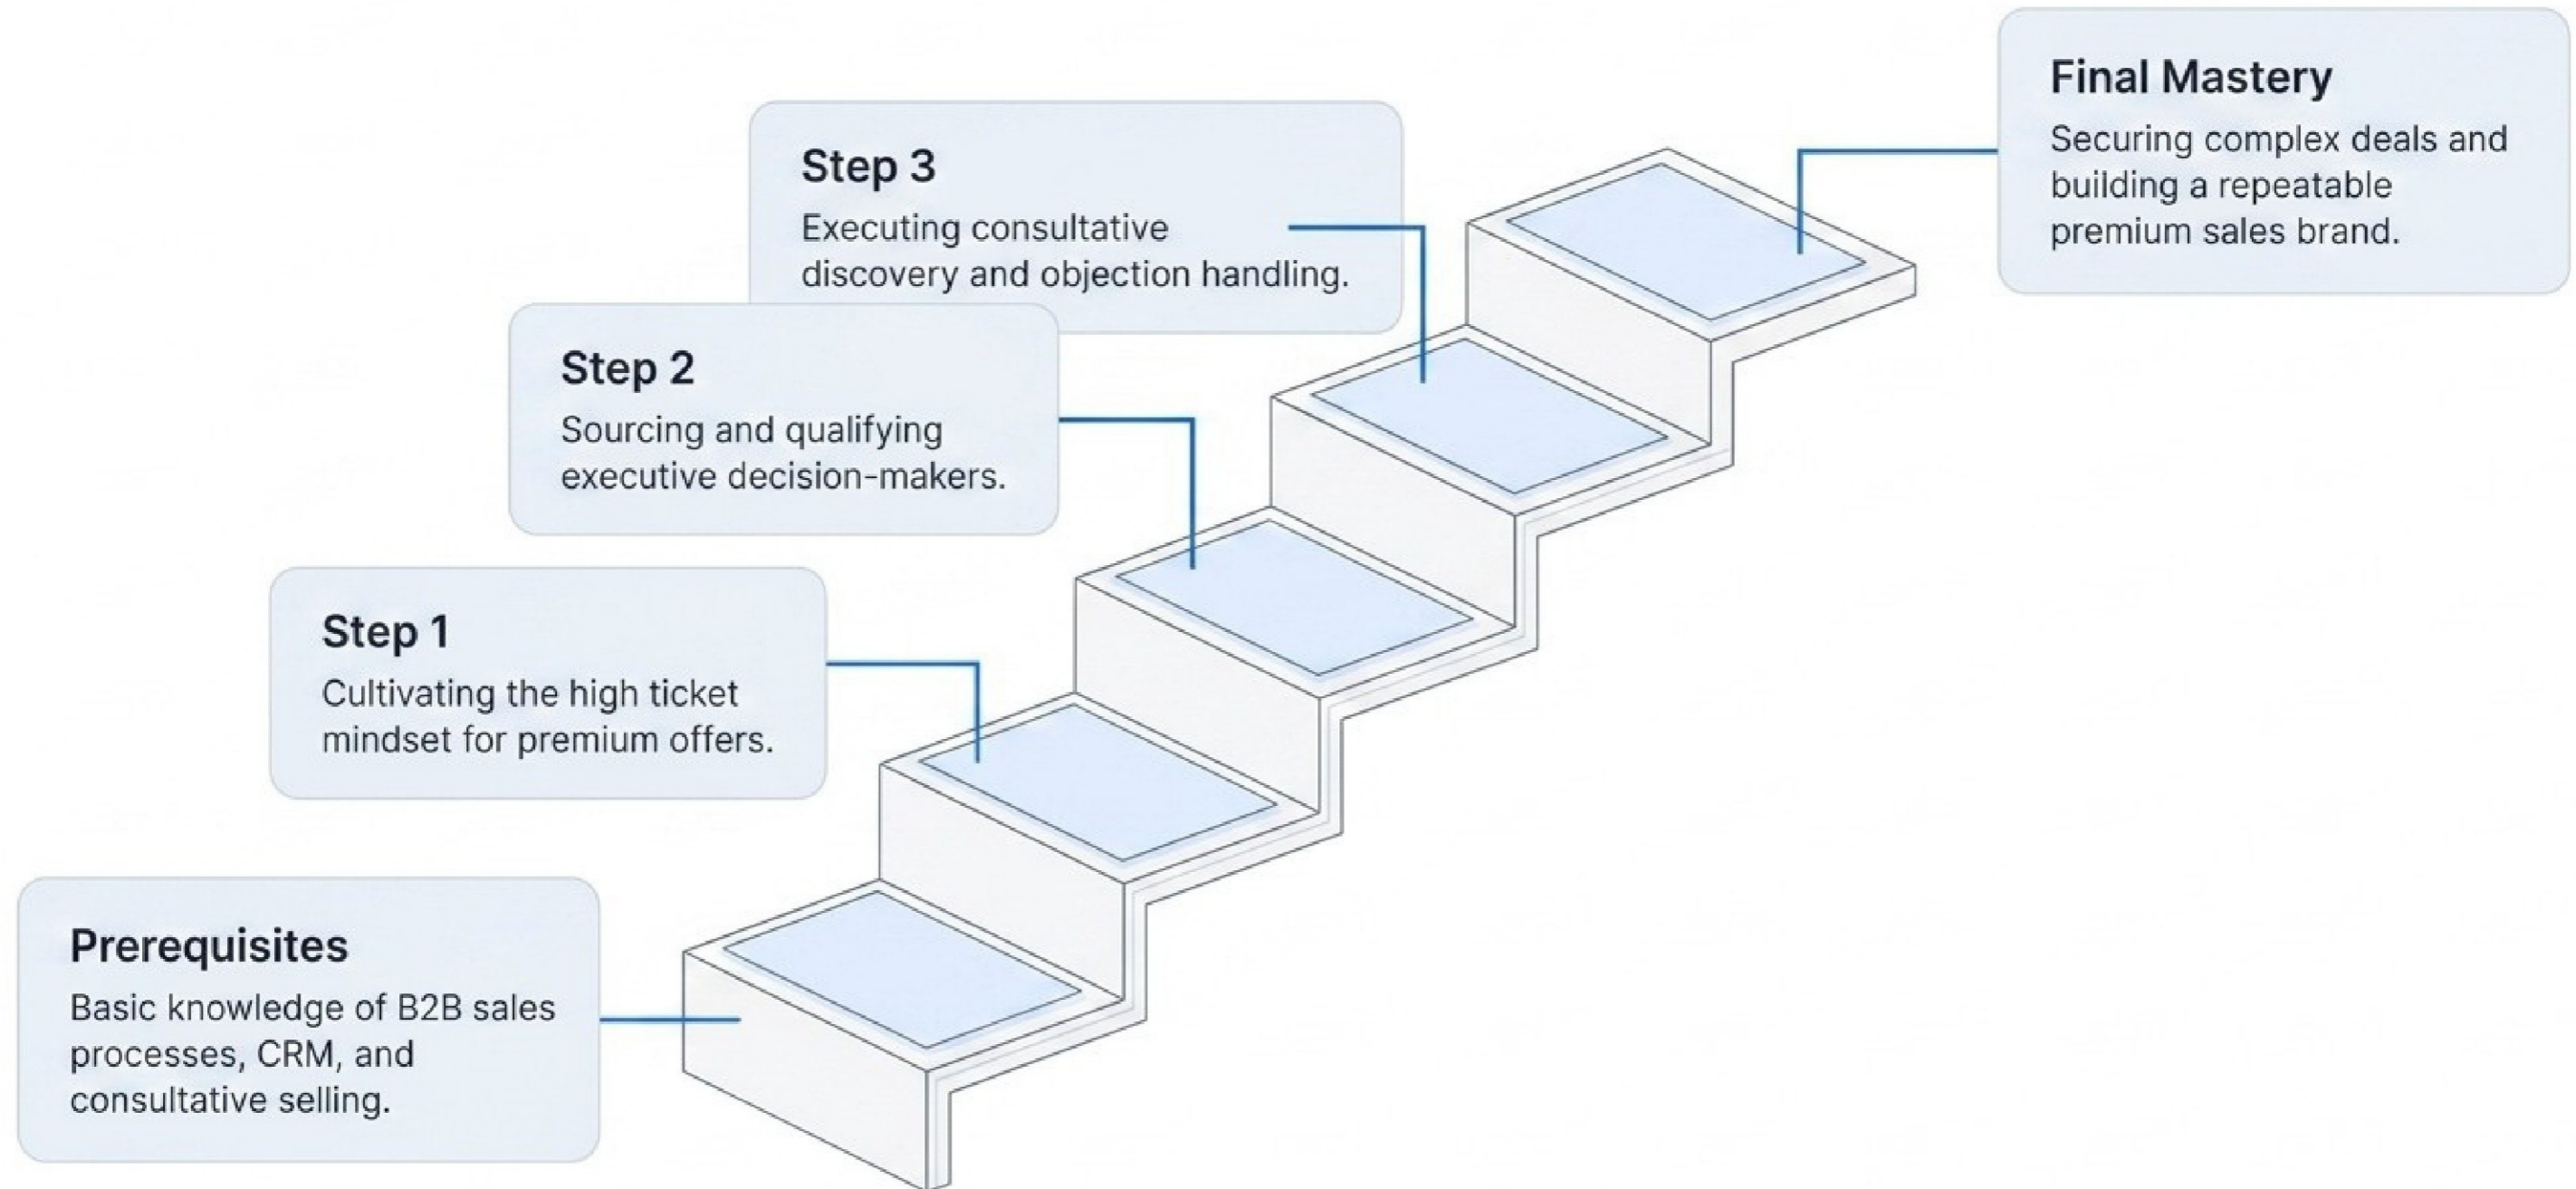 Final Mastery
Securing complex deals and
building a repeatable
premium sales brand.
Step 3
Executing consultative
discovery and objection handling.
Step 2
Sourcing and qualifying
executive decision-makers.
Step 1
Cultivating the high ticket
mindset for premium offers.
Prerequisites
Basic knowledge of B2B sales
processes, CRM, and
consultative selling.